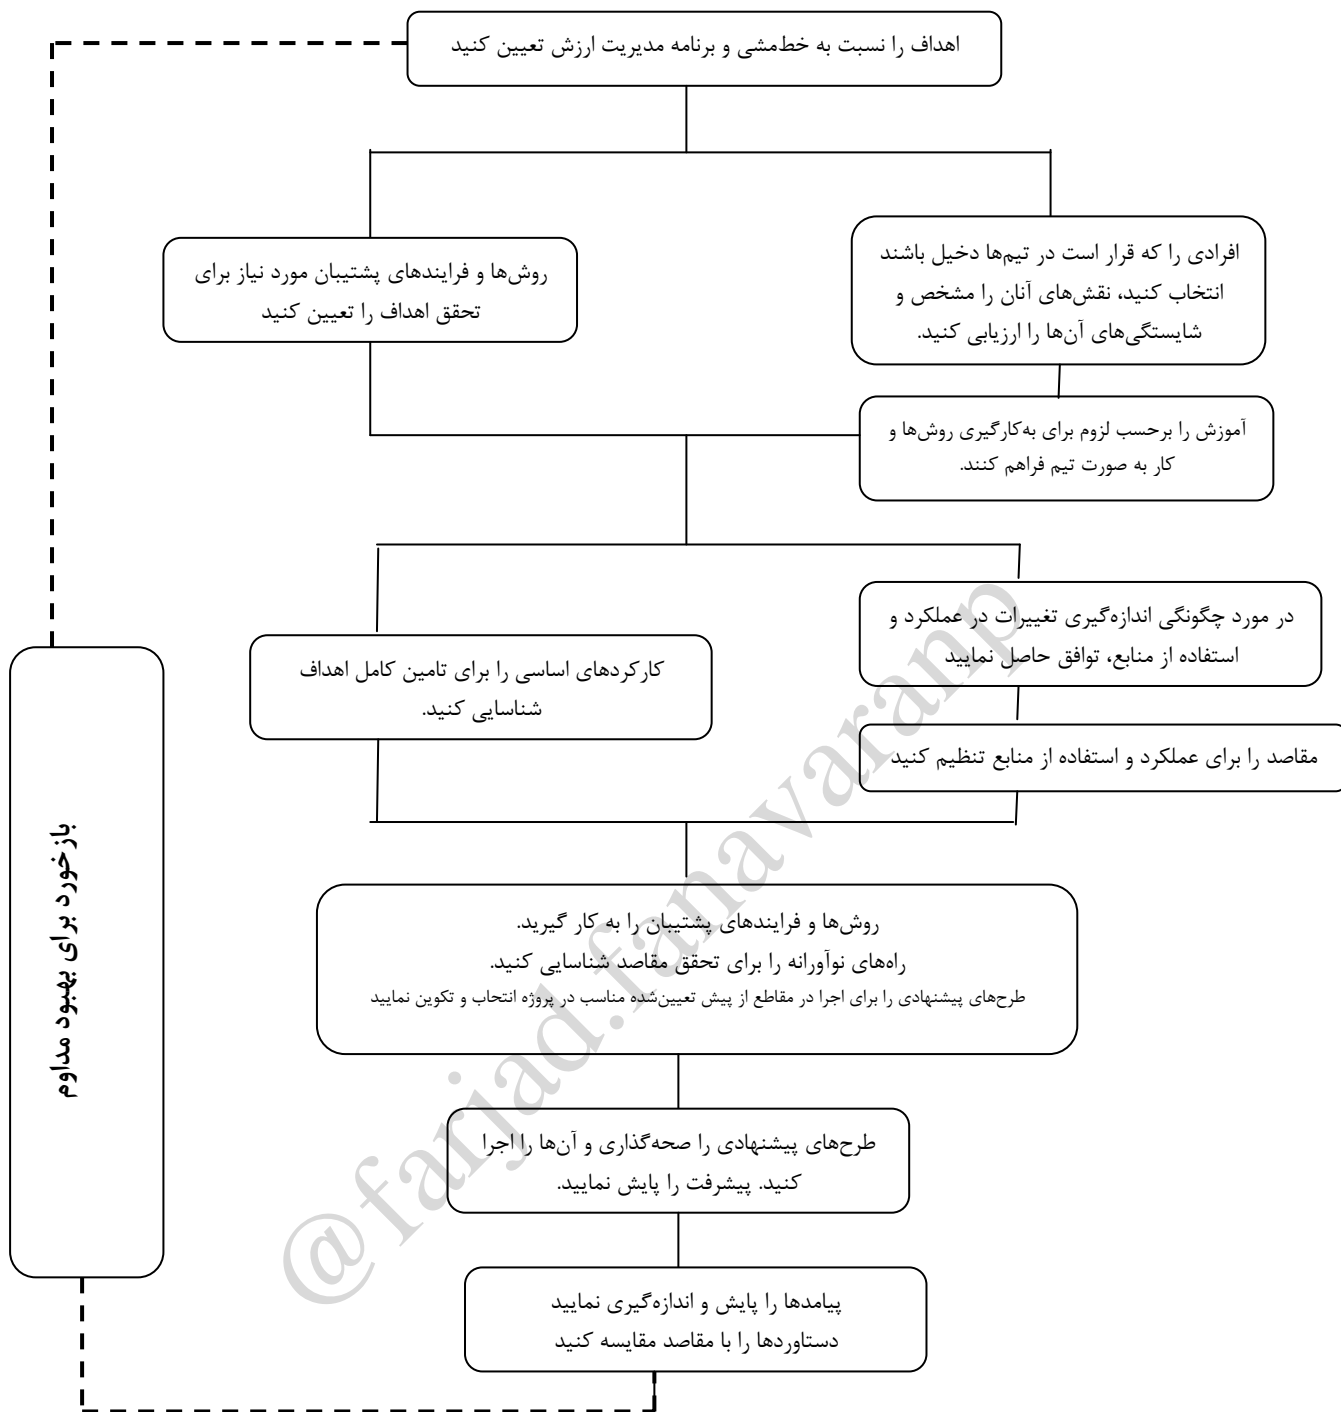 اهداف را نسبت به خط‌مشی و برنامه مدیریت ارزش تعیین کنید
افرادی را که قرار است در تیم‌ها دخیل باشند
انتخاب کنید، نقش‌های آنان را مشخص و
شایستگی‌های آن‌ها را ارزیابی کنید.
روش‌ها و فرایندهای پشتیبان مورد نیاز برای
تحقق اهداف را تعیین کنید
آموزش را برحسب لزوم برای به‌کارگیری روش‌ها و
کار به صورت تیم فراهم کنند.
در مورد چگونگی اندازه‌گیری تغییرات در عملکرد و
استفاده از منابع، توافق حاصل نمایید
کارکردهای اساسی را برای تامین کامل اهداف
شناسایی کنید.
مقاصد را برای عملکرد و استفاده از منابع تنظیم کنید
روش‌ها و فرایندهای پشتیبان را به کار گیرید.
راه‌های نوآورانه را برای تحقق مقاصد شناسایی کنید.
طرح‌های پیشنهادی را برای اجرا در مقاطع از پیش تعیین‌شده مناسب در پروژه انتحاب و تکوین نمایید
طرح‌های پیشنهادی را صحه‌گذاری و آن‌ها را اجرا
کنید. پیشرفت را پایش نمایید.
پیامدها را پایش و اندازه‌گیری نمایید
دستاوردها را با مقاصد مقایسه کنید
بازخورد برای بهبود مداوم
@farjad.fanavaranp